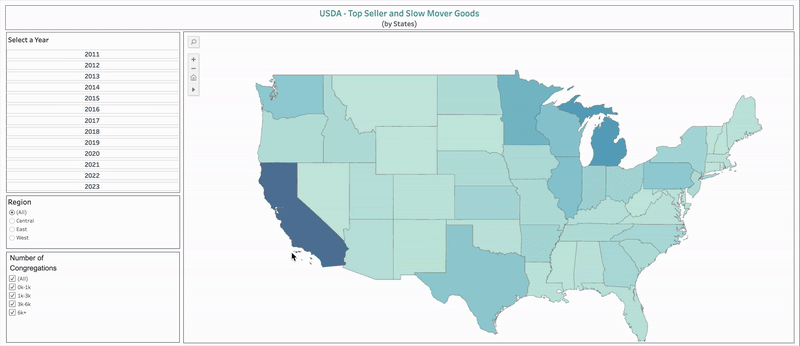 USDA - Top Seller and Slow Mover Goods
(by States)
Select a Year
2011
2012
2013
2014
2015
2016
2017
2018
2019
2020
2021
2022
2023
Region
(All)
Central
East
West
Number of
Congregations
(All)
0k-1k
1k-3k
3k-6k
6k+